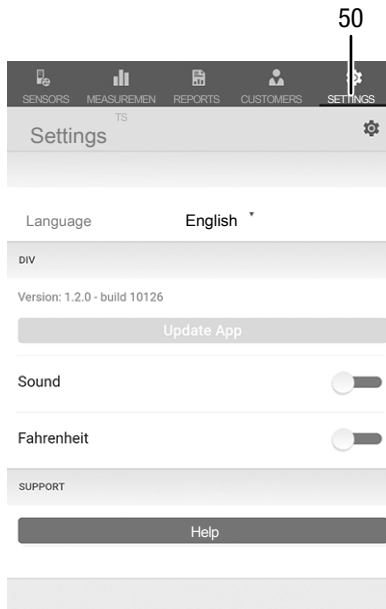 50
SENSORS MEASUREMEN REPORTS CUSTOMERS SETTINGS
TS
Settings
Language English
DIV
Version: 1.2.0 - build 10126
Update App
Sound
Fahrenheit
SUPPORT
Help